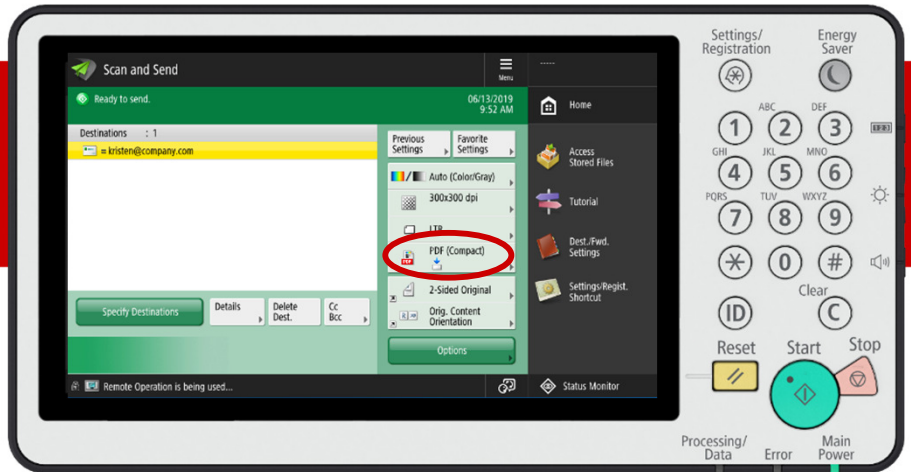 Scan and Send
Menu
-----
Ready to send.
06/13/2019
9:52 AM
Home
Destinations : 1
= kristen@company.com
Previous
Settings
Favorite
Settings
Access
Stored Files
Auto (Color/Gray)
300x300 dpi
Tutorial
LTR
PDF (Compact)
PDF
Dest./Fwd.
Settings
2-Sided Original
Settings/Regist.
Shortcut
Specify Destinations
Details
Delete
Dest.
Cc
Bcc
Orig. Content
Orientation
Options
Remote Operation is being used...
Status Monitor
Settings/
Registration
Energy
Saver
ABC DEF
1 2 3
GHI JKL MNO
4 5 6
PQRS TUV WXYZ
7 8 9
0 #
Clear
ID C
Reset Start Stop
Processing/
Data
Error
Main
Power